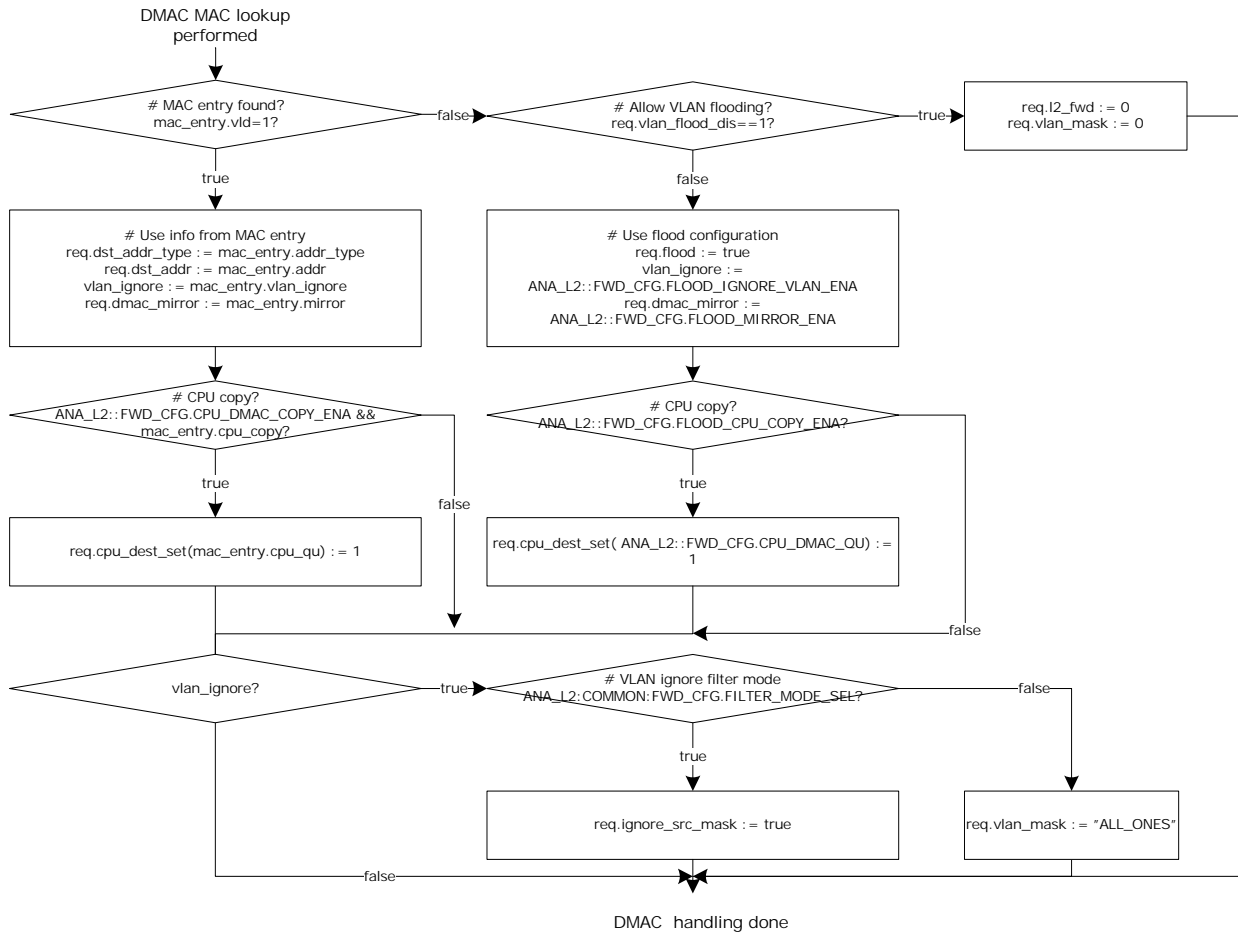 DMAC MAC lookup
performed
# MAC entry found?
mac_entry.vld=1?
false
# Allow VLAN flooding?
req.vlan_flood_dis==1?
true
req.l2_fwd := 0
req.vlan_mask := 0
true
false
# Use info from MAC entry
req.dst_addr_type := mac_entry.addr_type
req.dst_addr := mac_entry.addr
vlan_ignore := mac_entry.vlan_ignore
req.dmac_mirror := mac_entry.mirror
# Use flood configuration
req.flood := true
vlan_ignore :=
ANA_L2::FWD_CFG.FLOOD_IGNORE_VLAN_ENA
req.dmac_mirror :=
ANA_L2::FWD_CFG.FLOOD_MIRROR_ENA
# CPU copy?
ANA_L2::FWD_CFG.CPU_DMAC_COPY_ENA &&
mac_entry.cpu_copy?
# CPU copy?
ANA_L2::FWD_CFG.FLOOD_CPU_COPY_ENA?
true
false
true
req.cpu_dest_set(mac_entry.cpu_qu) := 1
req.cpu_dest_set( ANA_L2::FWD_CFG.CPU_DMAC_QU) :=
1
false
vlan_ignore?
true
# VLAN ignore filter mode
ANA_L2:COMMON:FWD_CFG.FILTER_MODE_SEL?
false
true
req.ignore_src_mask := true
req.vlan_mask := "ALL_ONES"
false
DMAC handling done